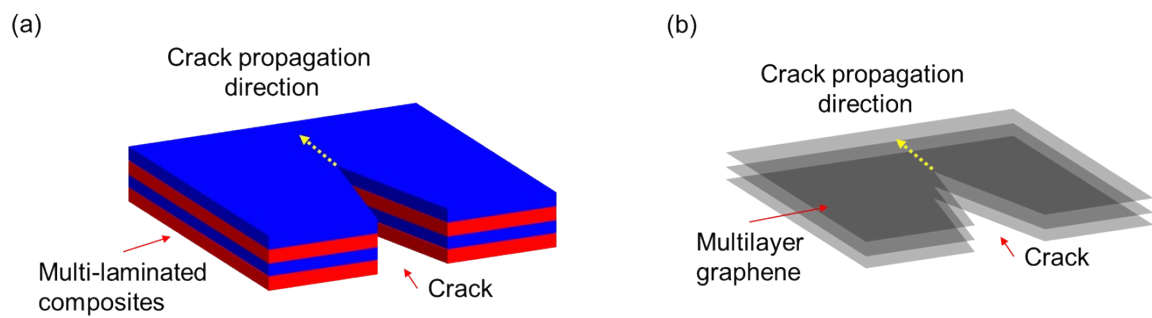 (a)
Crack propagation
direction
Multi-laminated
composites
Crack
(b)
Crack propagation
direction
Multilayer
graphene
Crack